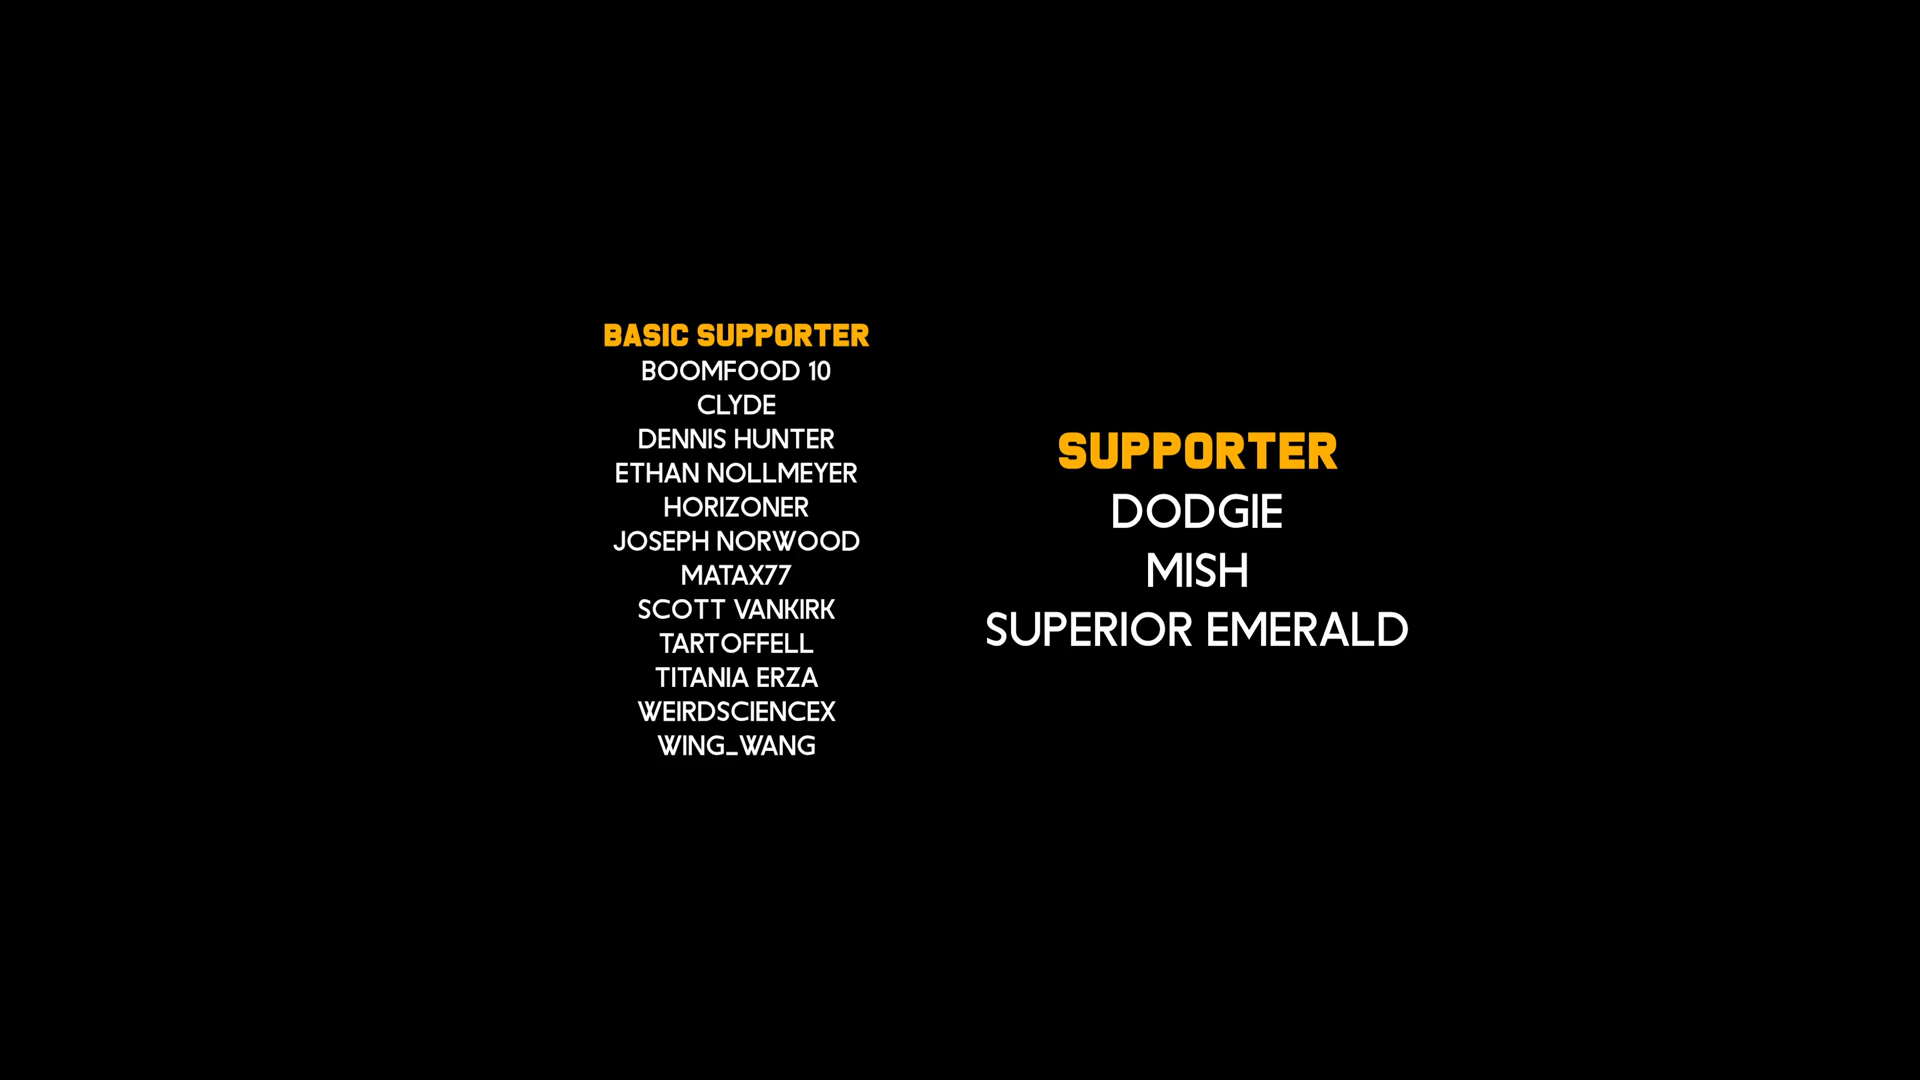 BASIC SUPPORTER
BOOMFOOD 10
CLYDE
DENNIS HUNTER
ETHAN NOLLMEYER
HORIZONER
JOSEPH NORWOOD
MATAX77
SCOTT VANKIRK
TARTOFFELL
TITANIA ERZA
WEIRDSCIENCEX
WING_WANG
SUPPORTER
DODGIE
MISH
SUPERIOR EMERALD